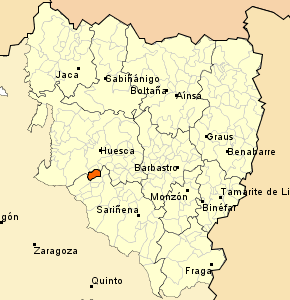 Jaca
Sabiñánigo
Boltaña
Aínsa
Graus
Benabarre
Huesca
Barbastro
Monzón
Tamarite de Li
Binéfar
Sariñena
gón
Zaragoza
Fraga
Quinto